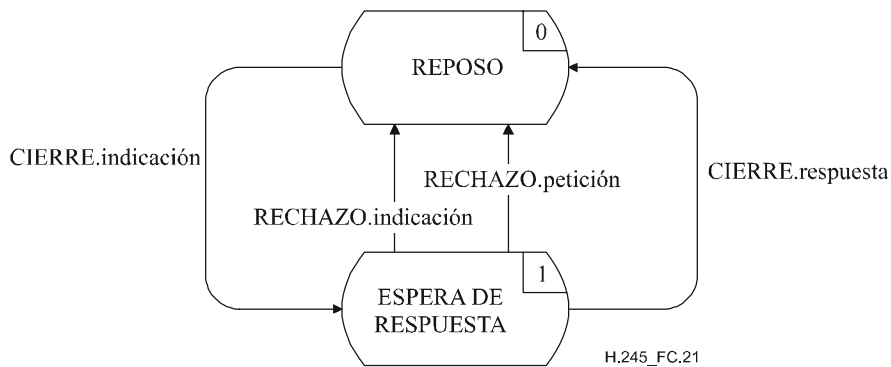 0
REPOSO
CIERRE.indicación
RECHAZO.petición
CIERRE.respuesta
RECHAZO.indicación
1
ESPERA DE
RESPUESTA
H.245_FC.21